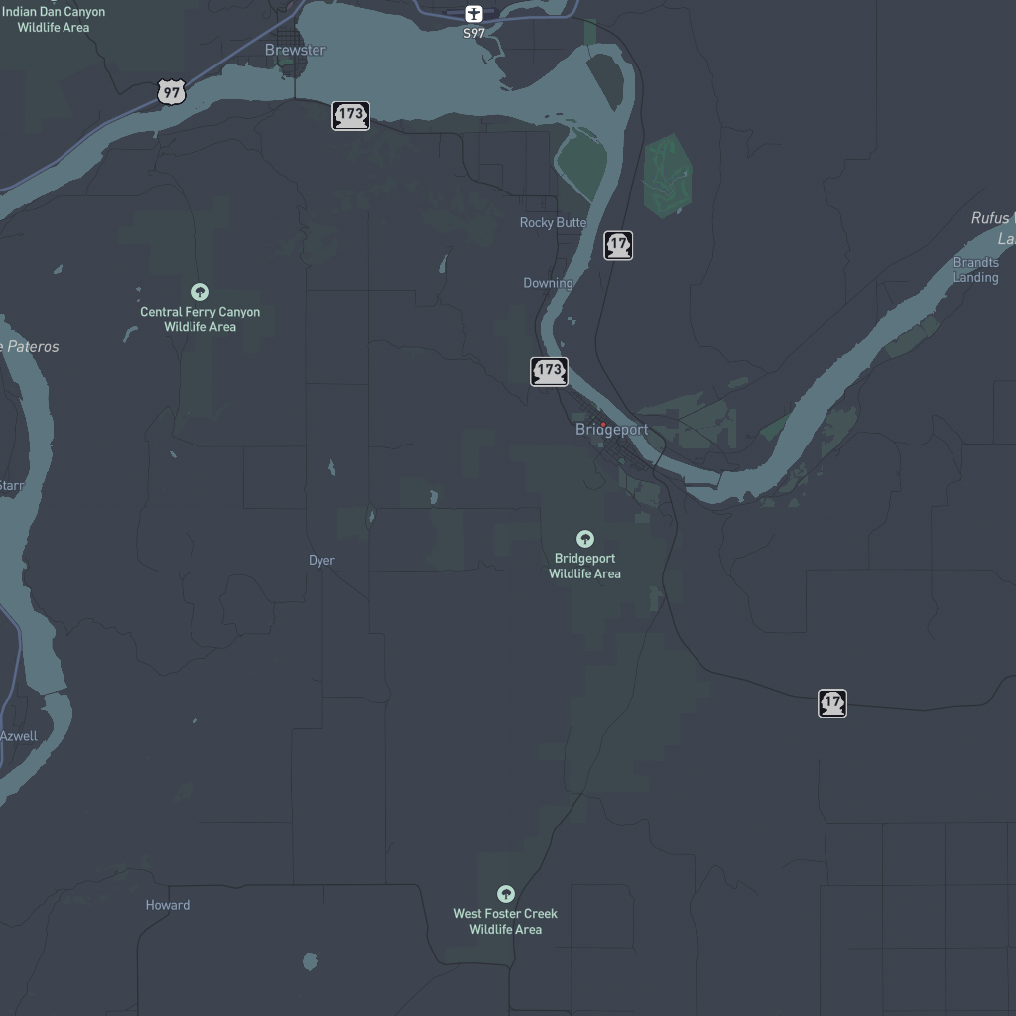 Indian Dan Canyon
Wildlife Area
S97
Brewster
97
173
Rufus
Rocky Butte
17
Brandts
Landing
Downing
Central Ferry Canyon
Wildlife Area
Pateros
173
Bridgeport
Starr
Bridgeport
Wildlife Area
Dyer
17
Azwell
Howard
West Foster Creek
Wildlife Area